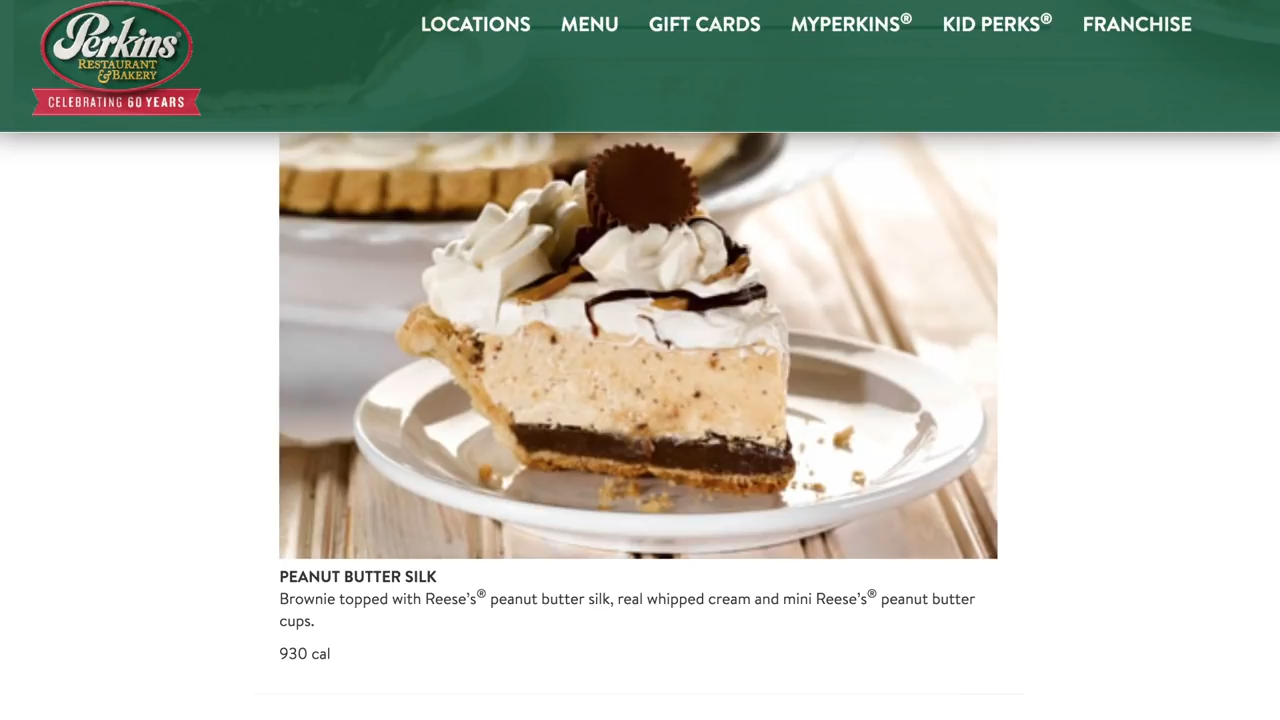 Perkins
RESTAURANT
& BAKERY
CELEBRATING 60 YEARS
LOCATIONS MENU GIFT CARDS MYPERKINS® KID PERKS® FRANCHISE
PEANUT BUTTER SILK
Brownie topped with Reese's® peanut butter silk, real whipped cream and mini Reese's® peanut butter
cups.
930 cal